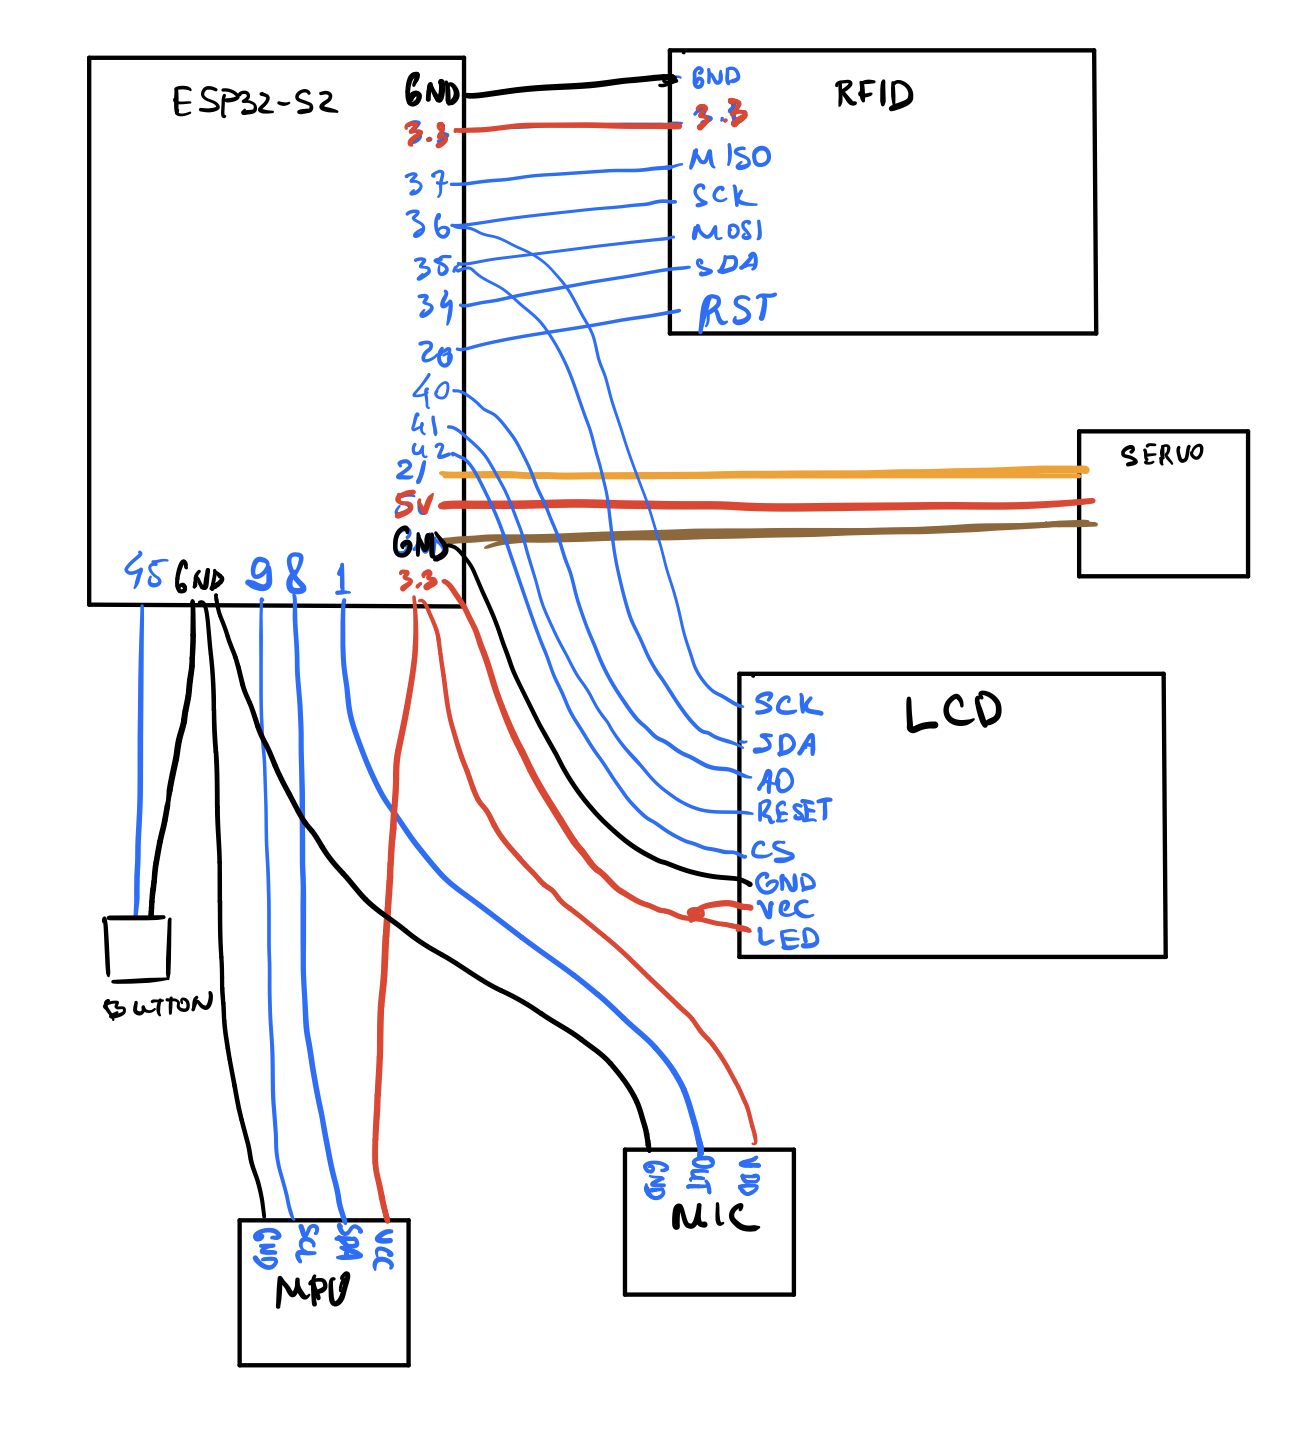 ESP32-S2
GND
3.3
37
36
35
34
20
40
41
42
21
5V
GND
3.3
45 GND 9 8 1
RFID
GND
3.3
MISO
SCK
MOSI
SDA
RST
SERVO
LCD
SCK
SDA
A0
RESET
CS
GND
VCC
LED
BUTTON
GND OUT VDD
MIC
GND SCL SDA VCC
MPU